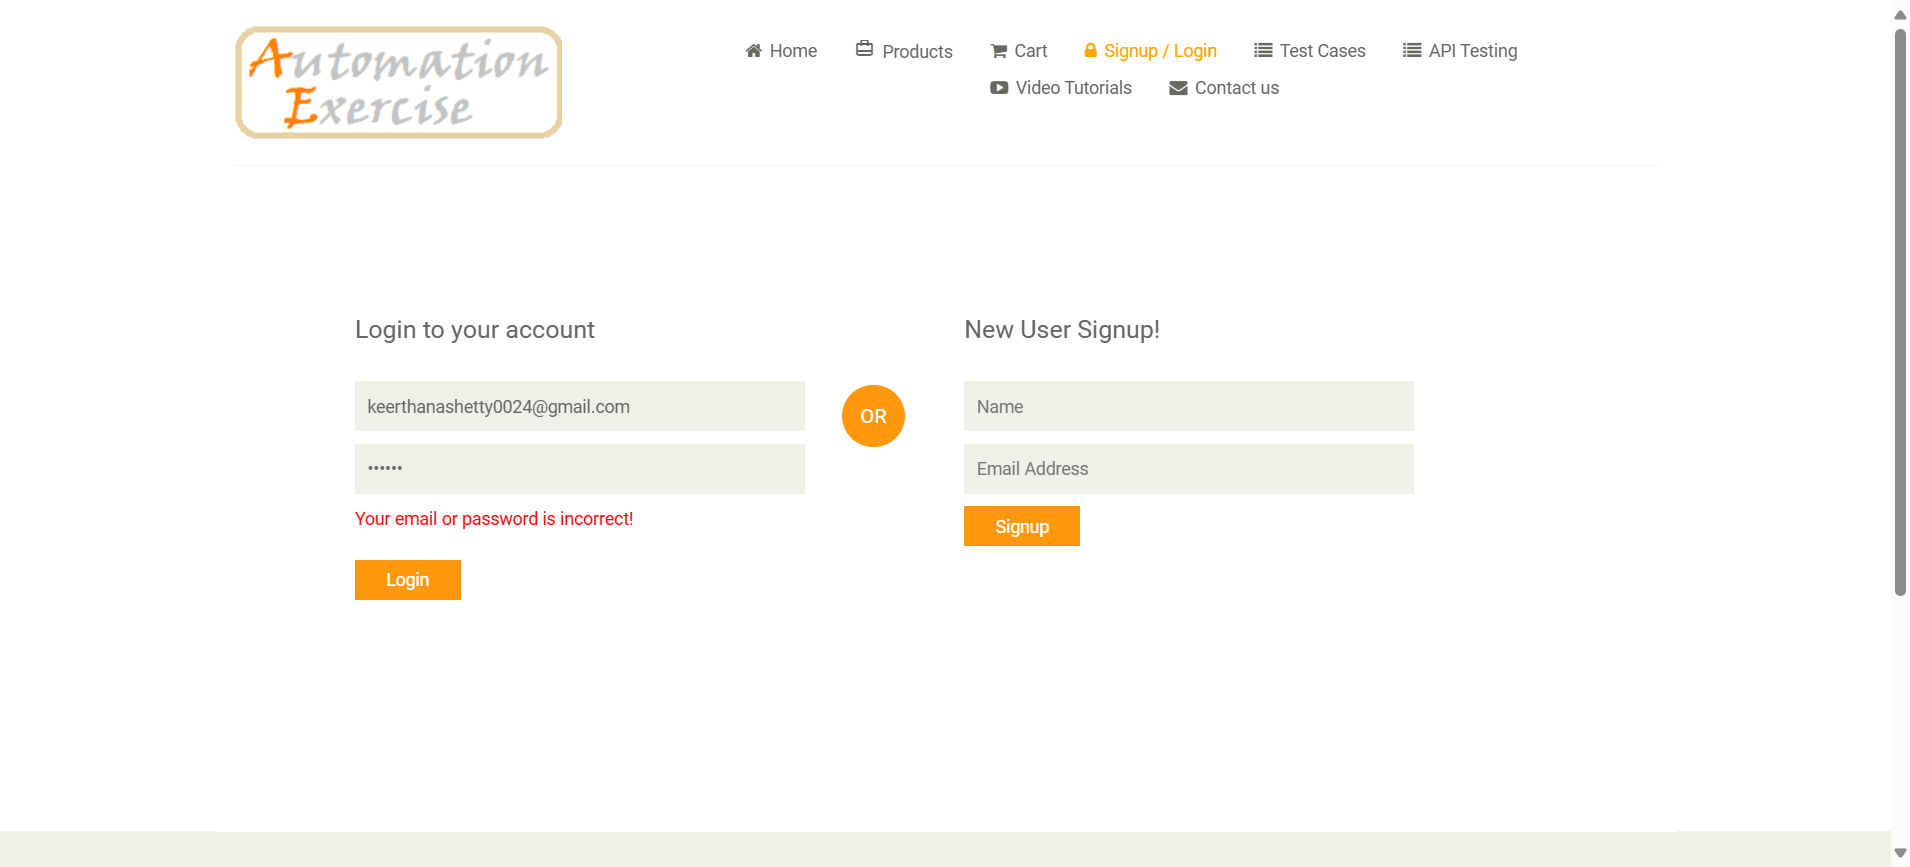 Automation
Exercise
Home
Products
Cart
Signup / Login
Test Cases
API Testing
Video Tutorials
Contact us
Login to your account
keerthanashetty0024@gmail.com
••••••
Your email or password is incorrect!
Login
OR
New User Signup!
Name
Email Address
Signup